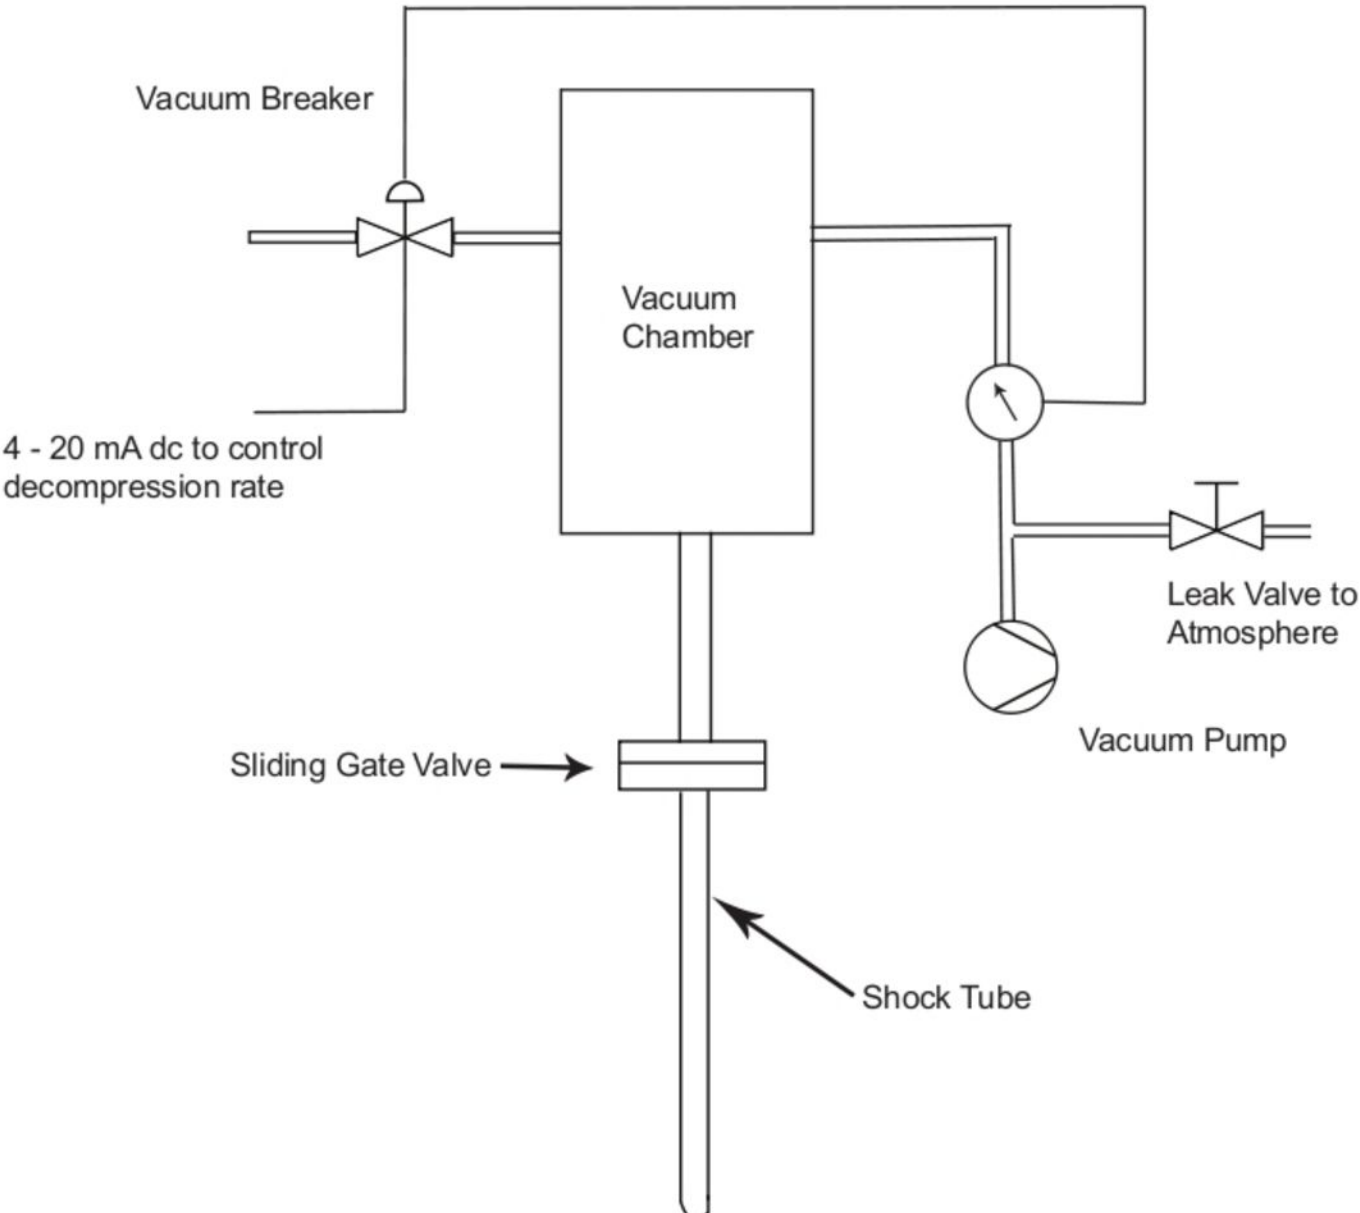 Vacuum Breaker
Vacuum
Chamber
4 - 20 mA dc to control
decompression rate
Leak Valve to
Atmosphere
Vacuum Pump
Sliding Gate Valve
Shock Tube